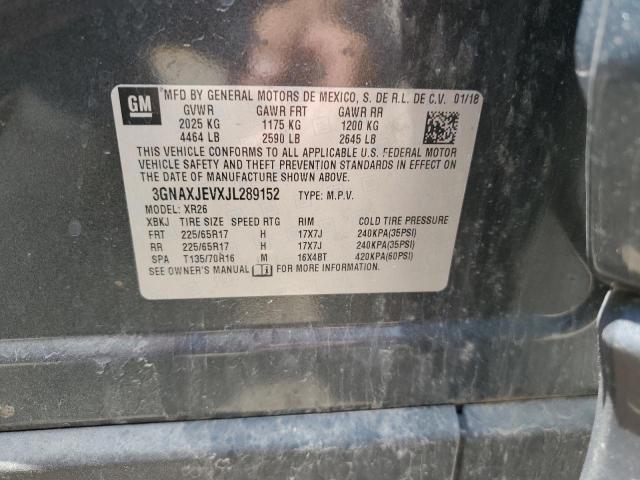 GM
MFD BY GENERAL MOTORS DE MEXICO, S. DE R.L. DE C.V. 01/18
GVWR GAWR FRT GAWR RR
2025 KG 1175 KG 1200 KG
4464 LB 2590 LB 2645 LB
THIS VEHICLE CONFORMS TO ALL APPLICABLE U.S. FEDERAL MOTOR
VEHICLE SAFETY AND THEFT PREVENTION STANDARDS IN EFFECT ON
THE DATE OF MANUFACTURE SHOWN ABOVE.
3GNAXJEVXJL289152 TYPE: M.P.V.
MODEL: XR26
XBKJ TIRE SIZE SPEED RTG RIM COLD TIRE PRESSURE
FRT 225/65R17 H 17X7J 240KPA(35PSI)
RR 225/65R17 H 17X7J 240KPA(35PSI)
SPA T135/70R16 M 16X4BT 420KPA(60PSI)
SEE OWNER'S MANUAL FOR MORE INFORMATION.